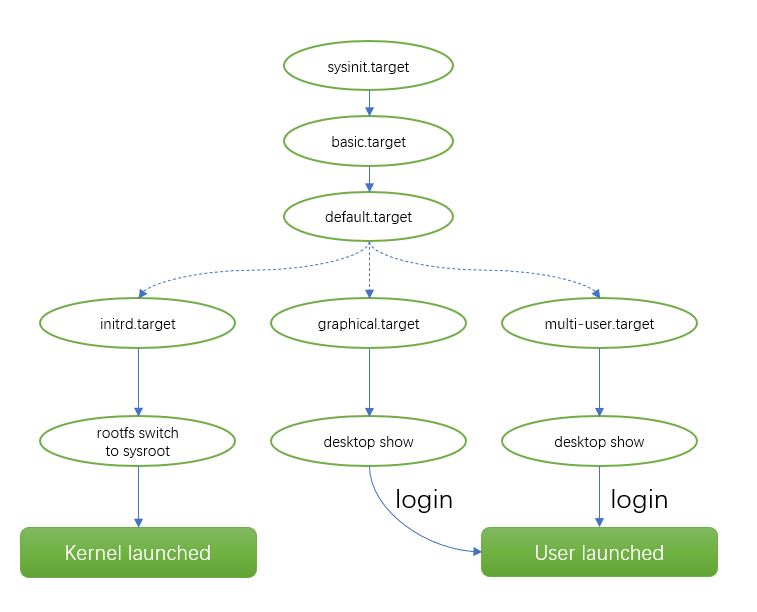 sysinit.target
basic.target
default.target
initrd.target
graphical.target
multi-user.target
rootfs switch
to sysroot
desktop show
desktop show
login
login
Kernel launched
User launched